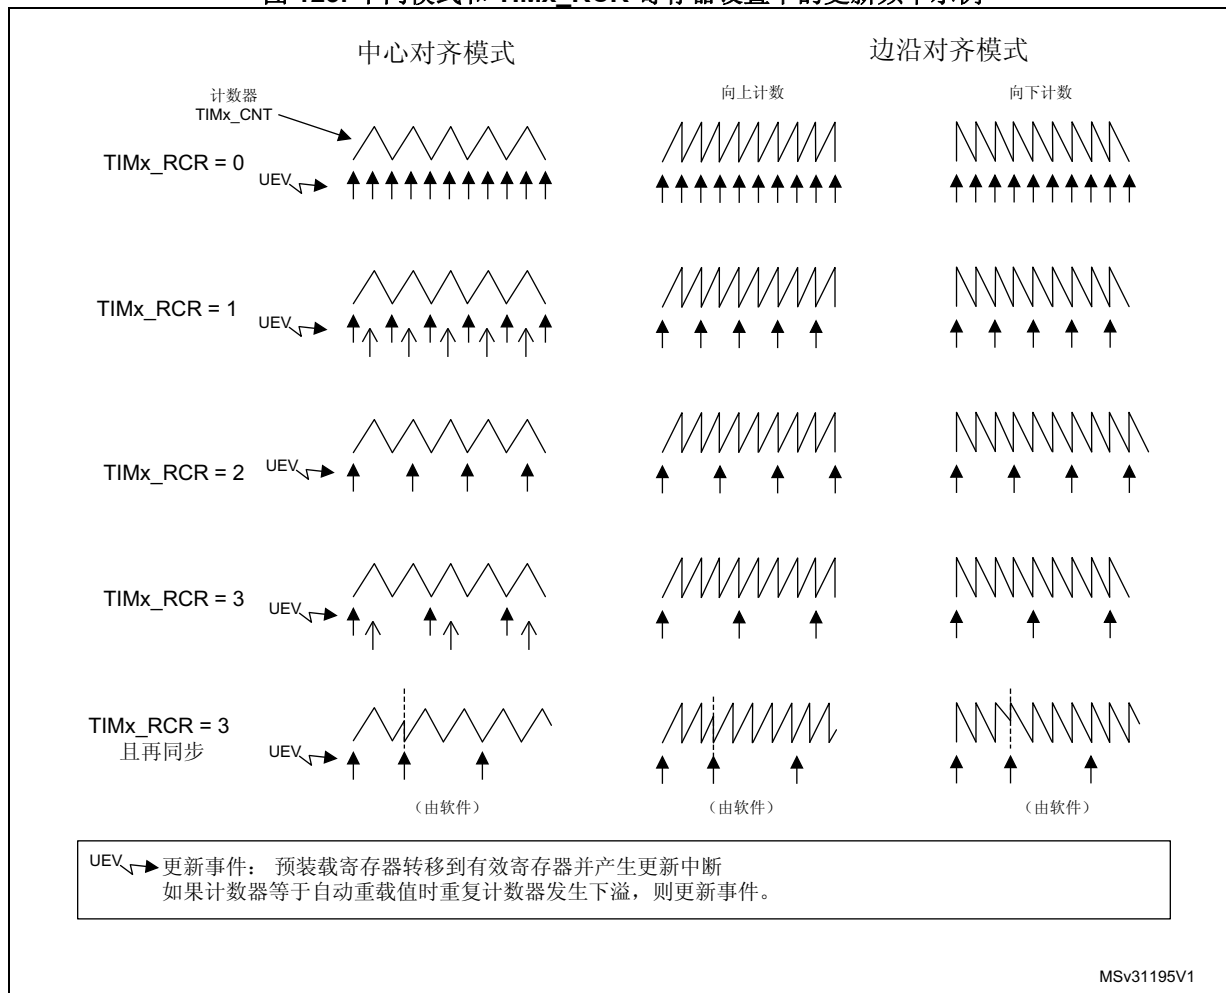 中心对齐模式 边沿对齐模式
计数器
TIMx_CNT
向上计数 向下计数
TIMx_RCR = 0
UEV
TIMx_RCR = 1
UEV
TIMx_RCR = 2
UEV
TIMx_RCR = 3
UEV
TIMx_RCR = 3
且再同步
UEV
（由软件） （由软件） （由软件）
UEV 更新事件： 预装载寄存器转移到有效寄存器并产生更新中断
如果计数器等于自动重载值时重复计数器发生下溢，则更新事件。
MSv31195V1